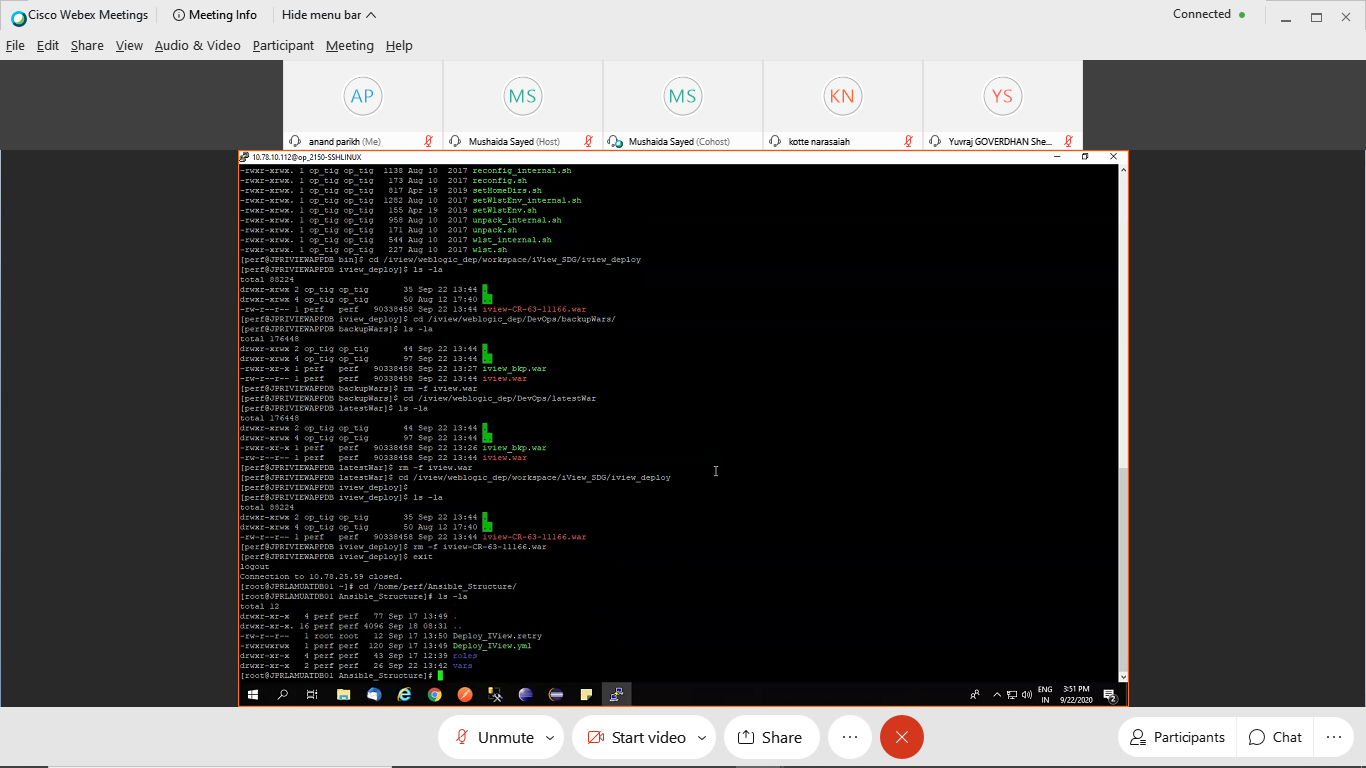 Cisco Webex Meetings Meeting Info Hide menu bar Connected
File Edit Share View Audio & Video Participant Meeting Help
AP MS MS KN YS
anand parikh (Me) Mushaida Sayed (Host) Mushaida Sayed (Cohost) kotte narasaiah Yuvraj GOVERDHAN She...
10.78.10.112@op_2150-SSHLINUX
-rwxr-xrwx. 1 op_tig op_tig 1138 Aug 10 2017 reconfig_internal.sh
-rwxr-xrwx. 1 op_tig op_tig 173 Aug 10 2017 reconfig.sh
-rwxr-xrwx. 1 op_tig op_tig 817 Apr 19 2019 setHomeDirs.sh
-rwxr-xrwx. 1 op_tig op_tig 1282 Aug 10 2017 setWlstEnv_internal.sh
-rwxr-xrwx. 1 op_tig op_tig 155 Apr 19 2019 setWlstEnv.sh
-rwxr-xrwx. 1 op_tig op_tig 958 Aug 10 2017 unpack_internal.sh
-rwxr-xrwx. 1 op_tig op_tig 171 Aug 10 2017 unpack.sh
-rwxr-xrwx. 1 op_tig op_tig 544 Aug 10 2017 wlst_internal.sh
-rwxr-xrwx. 1 op_tig op_tig 227 Aug 10 2017 wlst.sh
[perf@JPRIVIEWAPPDB bin]$ cd /iview/weblogic_dep/workspace/iView_SDG/iview_deploy
[perf@JPRIVIEWAPPDB iview_deploy]$ ls -la
total 88224
drwxr-xrwx 2 op_tig op_tig 35 Sep 22 13:44 .
drwxr-xrwx 4 op_tig op_tig 50 Aug 12 17:40 ..
-rw-r--r-- 1 perf perf 90338458 Sep 22 13:44 iview-CR-63-11166.war
[perf@JPRIVIEWAPPDB iview_deploy]$ cd /iview/weblogic_dep/DevOps/backupWars/
[perf@JPRIVIEWAPPDB backupWars]$ ls -la
total 176448
drwxr-xrwx 2 op_tig op_tig 44 Sep 22 13:44 .
drwxr-xrwx 4 op_tig op_tig 97 Sep 22 13:44 ..
-rwxr-xr-x 1 perf perf 90338458 Sep 22 13:27 iview_bkp.war
-rw-r--r-- 1 perf perf 90338458 Sep 22 13:44 iview.war
[perf@JPRIVIEWAPPDB backupWars]$ rm -f iview.war
[perf@JPRIVIEWAPPDB backupWars]$ cd /iview/weblogic_dep/DevOps/latestWar
[perf@JPRIVIEWAPPDB latestWar]$ ls -la
total 176448
drwxr-xrwx 2 op_tig op_tig 44 Sep 22 13:44 .
drwxr-xrwx 4 op_tig op_tig 97 Sep 22 13:44 ..
-rwxr-xr-x 1 perf perf 90338458 Sep 22 13:26 iview_bkp.war
-rw-r--r-- 1 perf perf 90338458 Sep 22 13:44 iview.war
[perf@JPRIVIEWAPPDB latestWar]$ rm -f iview.war
[perf@JPRIVIEWAPPDB latestWar]$ cd /iview/weblogic_dep/workspace/iView_SDG/iview_deploy
[perf@JPRIVIEWAPPDB iview_deploy]$
[perf@JPRIVIEWAPPDB iview_deploy]$ ls -la
total 88224
drwxr-xrwx 2 op_tig op_tig 35 Sep 22 13:44 .
drwxr-xrwx 4 op_tig op_tig 50 Aug 12 17:40 ..
-rw-r--r-- 1 perf perf 90338458 Sep 22 13:44 iview-CR-63-11166.war
[perf@JPRIVIEWAPPDB iview_deploy]$ rm -f iview-CR-63-11166.war
[perf@JPRIVIEWAPPDB iview_deploy]$ exit
logout
Connection to 10.78.25.59 closed.
[root@JPRLAMUATDB01 ~]# cd /home/perf/Ansible_Structure/
[root@JPRLAMUATDB01 Ansible_Structure]# ls -la
total 12
drwxr-xr-x 4 perf perf 77 Sep 17 13:49 .
drwxr-xr-x. 16 perf perf 4096 Sep 18 08:31 ..
-rw-r--r-- 1 root root 12 Sep 17 13:50 Deploy_IView.retry
-rwxrwxrwx 1 perf perf 120 Sep 17 13:49 Deploy_IView.yml
drwxr-xr-x 4 perf perf 43 Sep 17 12:39 roles
drwxr-xr-x 2 perf perf 26 Sep 22 13:42 vars
[root@JPRLAMUATDB01 Ansible_Structure]#
ENG IN 3:51 PM 9/22/2020 2
Unmute Start video Share Participants Chat